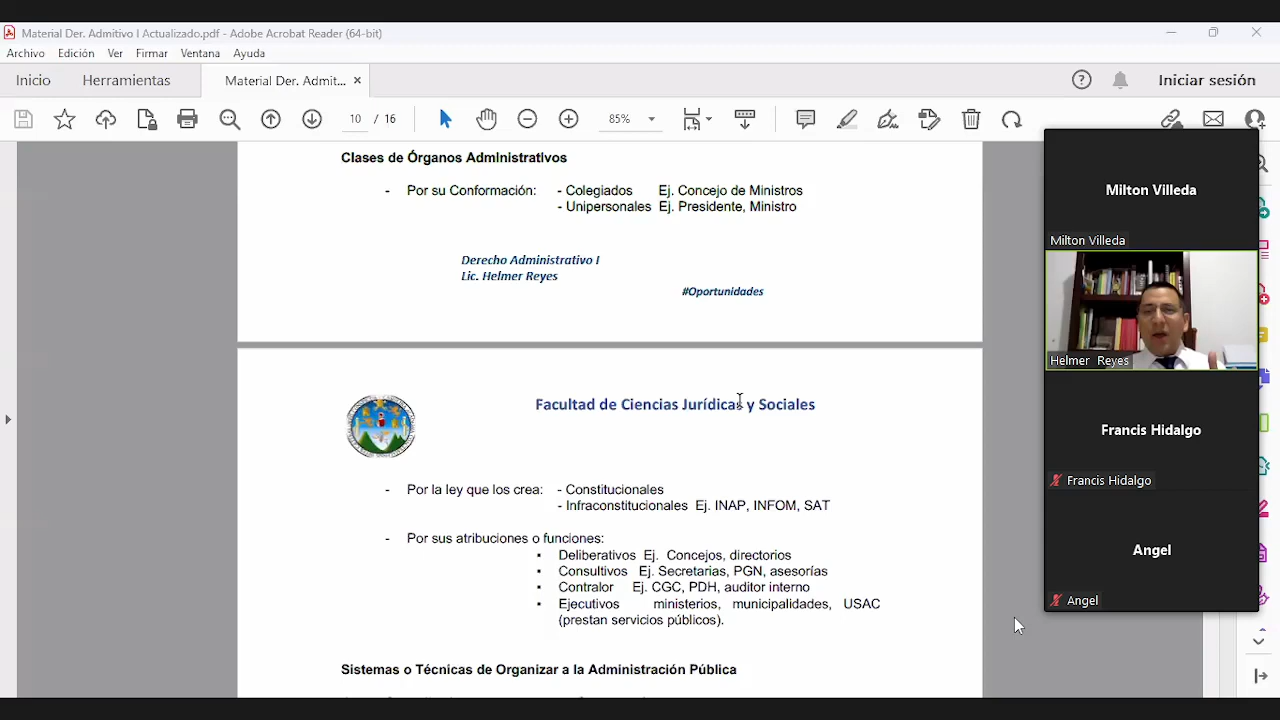 Material Der. Admitivo I Actualizado.pdf - Adobe Acrobat Reader (64-bit)
Archivo Edición Ver Firmar Ventana Ayuda
Inicio Herramientas Material Der. Admit... × Iniciar sesión
10 / 16 85%
Clases de Órganos Administrativos
- Por su Conformación: - Colegiados Ej. Concejo de Ministros
- Unipersonales Ej. Presidente, Ministro
Derecho Administrativo I
Lic. Helmer Reyes
#Oportunidades
Facultad de Ciencias Jurídicas y Sociales
- Por la ley que los crea: - Constitucionales
- Infraconstitucionales Ej. INAP, INFOM, SAT
- Por sus atribuciones o funciones:
▪ Deliberativos Ej. Concejos, directorios
▪ Consultivos Ej. Secretarias, PGN, asesorías
▪ Contralor Ej. CGC, PDH, auditor interno
▪ Ejecutivos ministerios, municipalidades, USAC
(prestan servicios públicos).
Sistemas o Técnicas de Organizar a la Administración Pública
Milton Villeda
Milton Villeda
Helmer Reyes
Francis Hidalgo
Francis Hidalgo
Angel
Angel